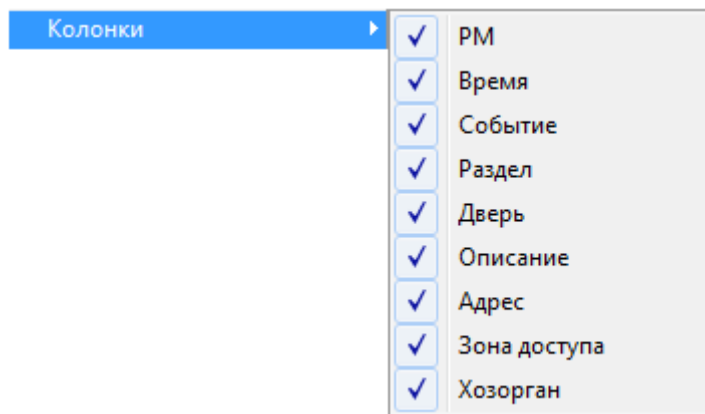 Колонки
РМ
Время
Событие
Раздел
Дверь
Описание
Адрес
Зона доступа
Хозорган